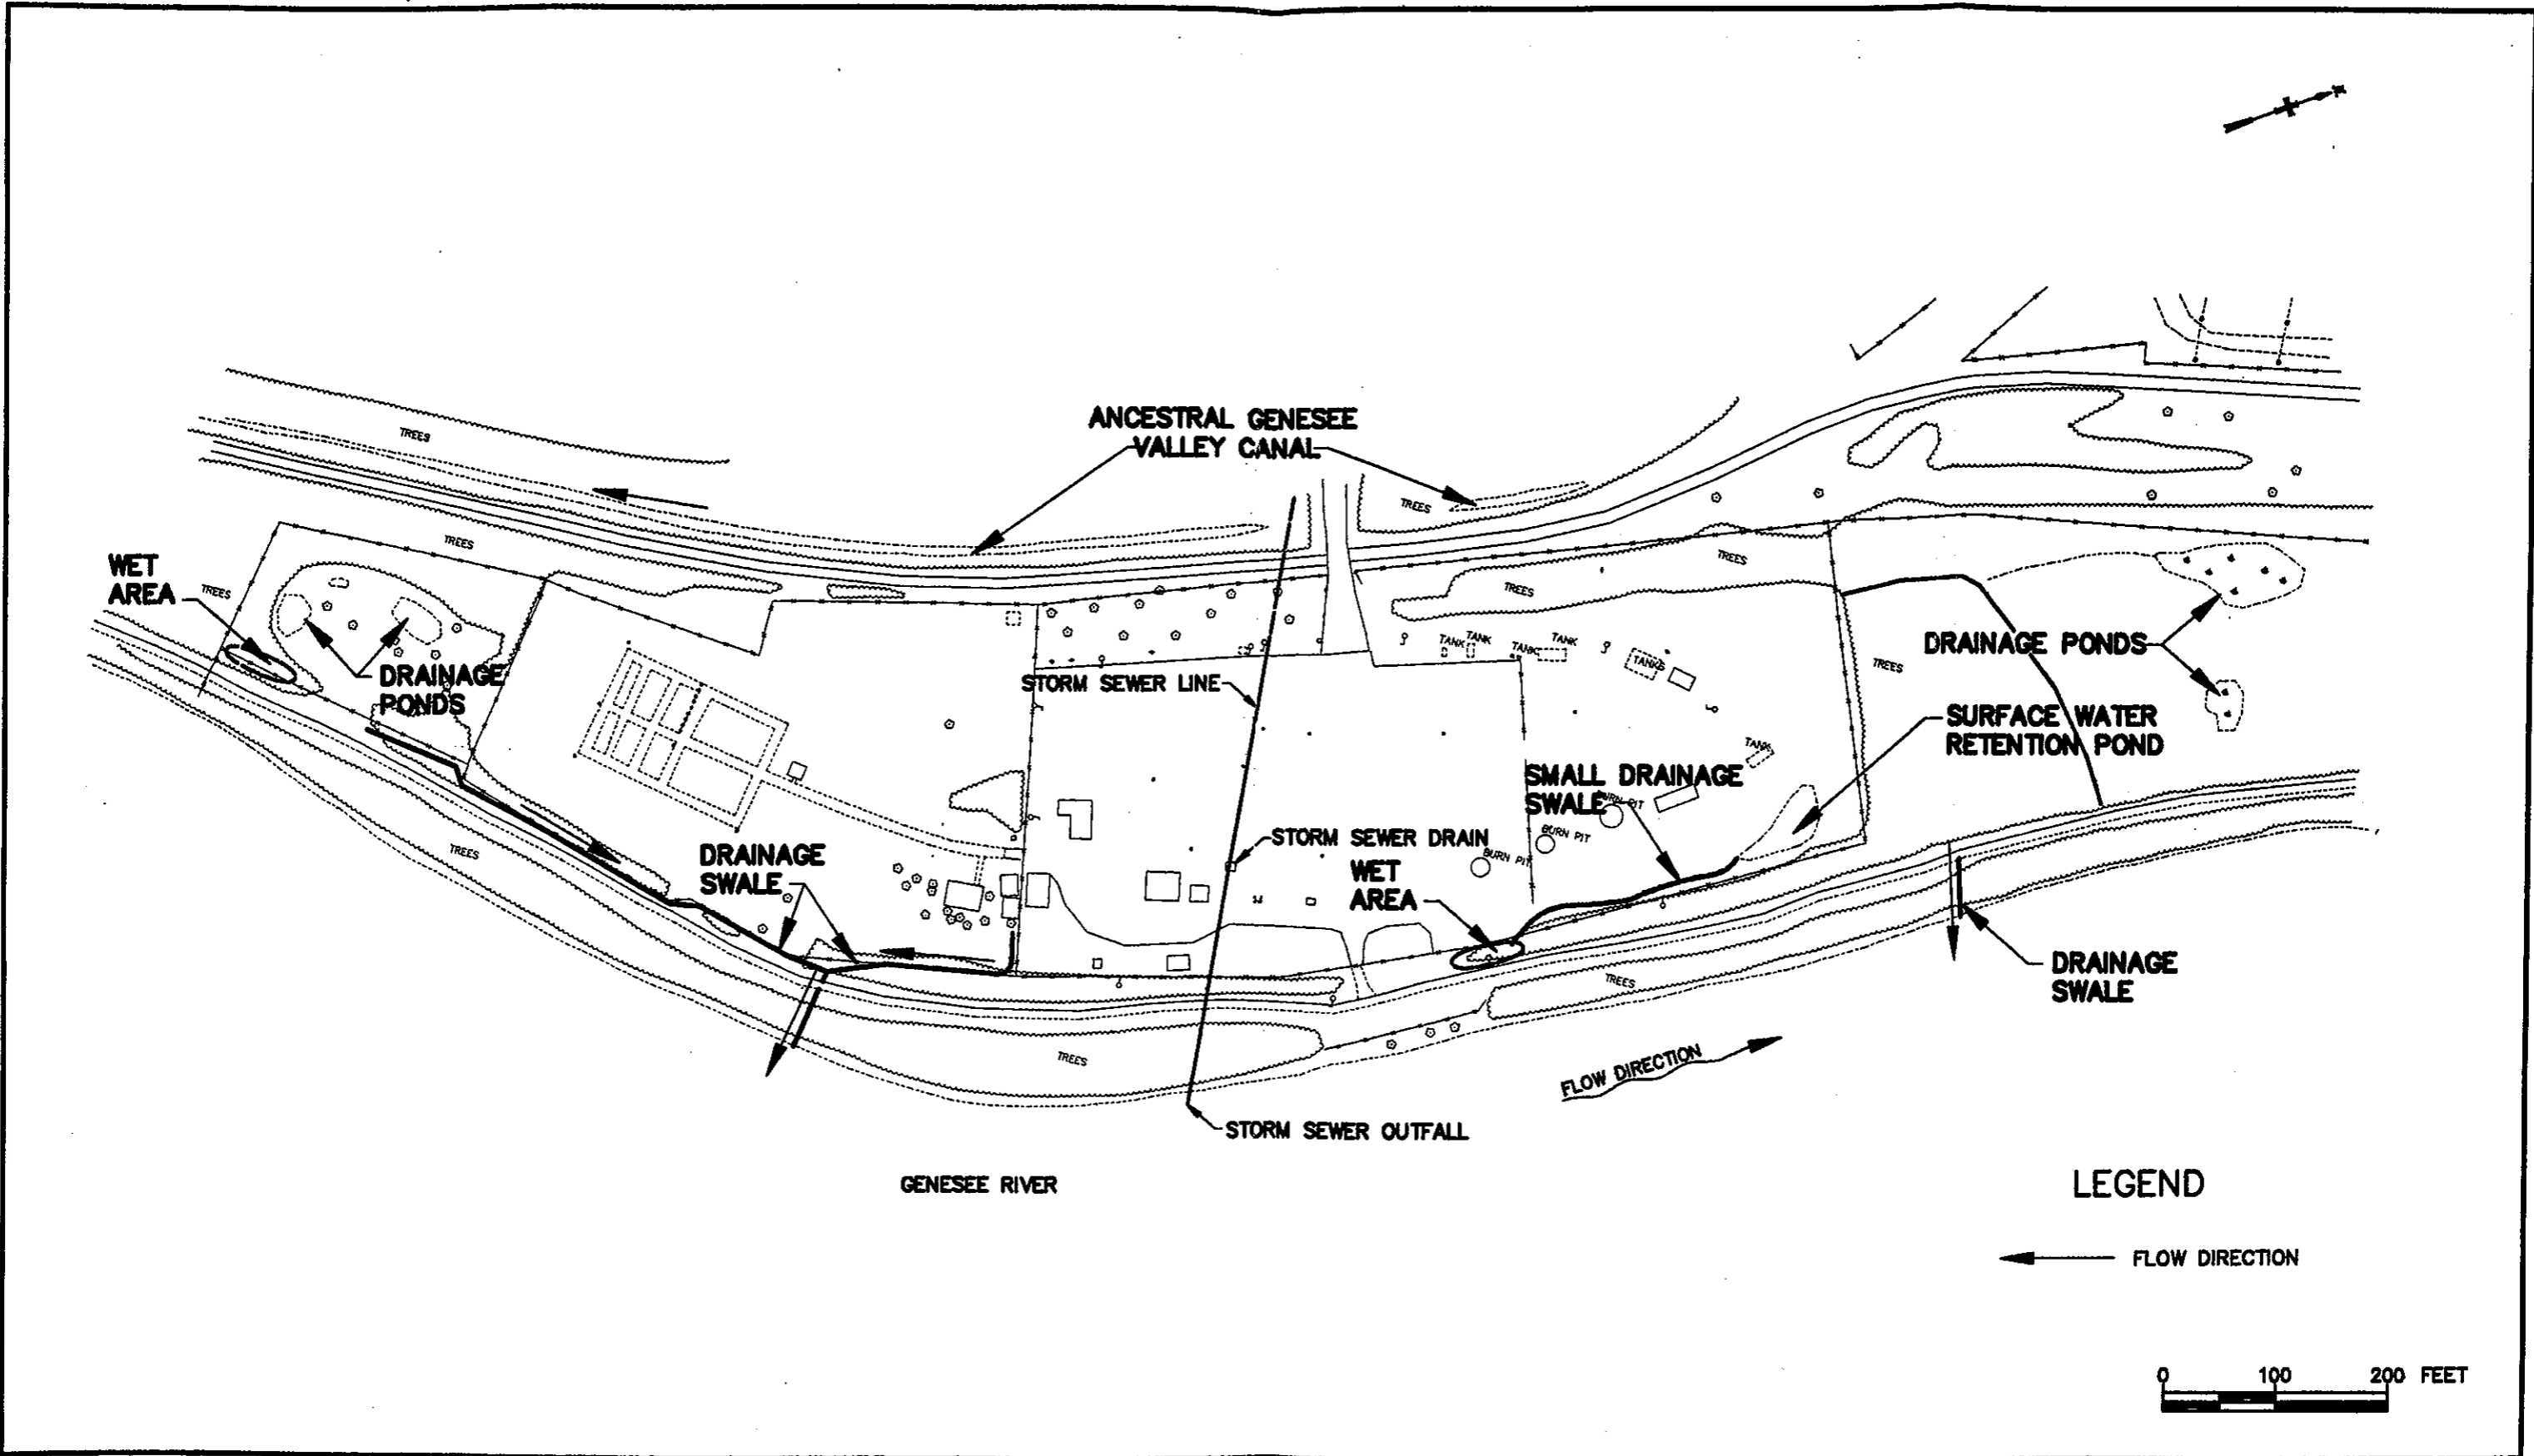 ANCESTRAL GENESEE
VALLEY CANAL
TREES
TREES
TREES
WET
AREA
TREES
TREES
TREES
DRAINAGE
PONDS
STORM SEWER LINE
TANK
TANK
TANK
TANK
TANKS
TREES
DRAINAGE PONDS
SURFACE WATER
RETENTION POND
TANK
SMALL DRAINAGE
SWALE
BURN PIT
BURN PIT
BURN PIT
STORM SEWER DRAIN
WET
AREA
TREES
DRAINAGE
SWALE
DRAINAGE
SWALE
TREES
TREES
FLOW DIRECTION
STORM SEWER OUTFALL
GENESEE RIVER
LEGEND
FLOW DIRECTION
0 100 200 FEET